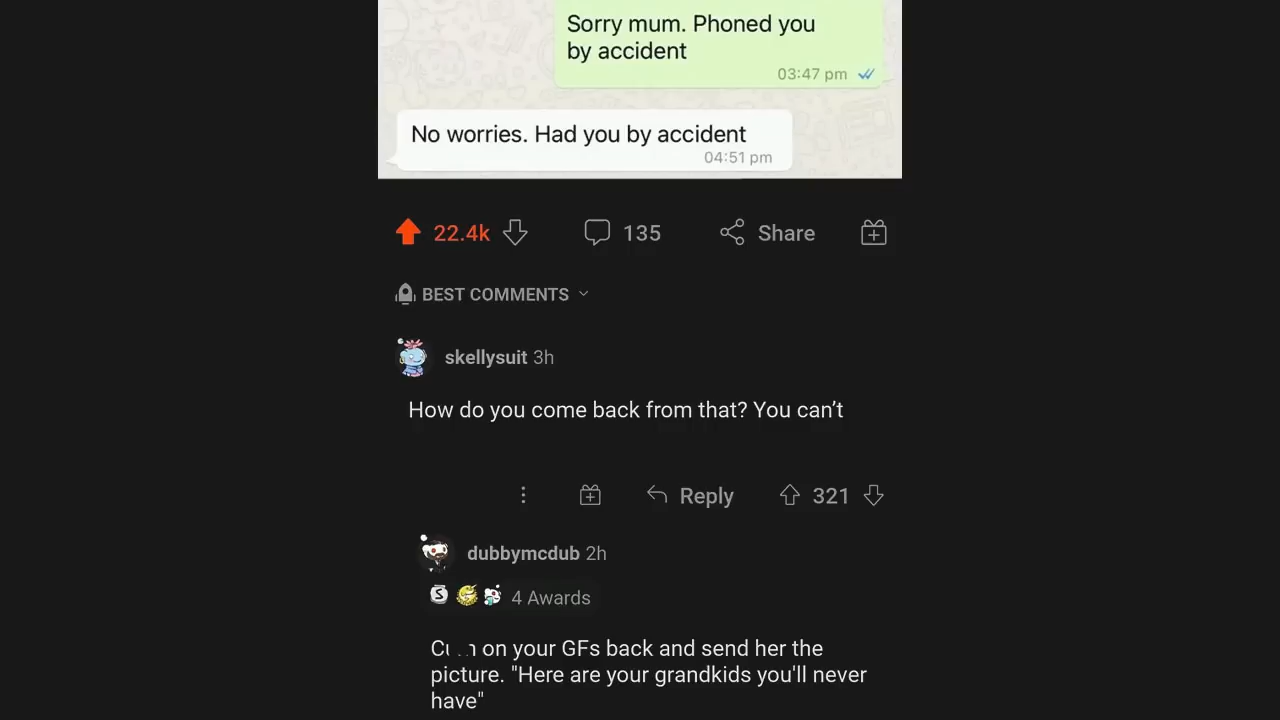 Sorry mum. Phoned you
by accident
03:47 pm
No worries. Had you by accident
04:51 pm
22.4k 135 Share
BEST COMMENTS
skellysuit 3h
How do you come back from that? You can't
Reply 321
dubbymcdub 2h
4 Awards
on your GFs back and send her the
picture. "Here are your grandkids you'll never
have"